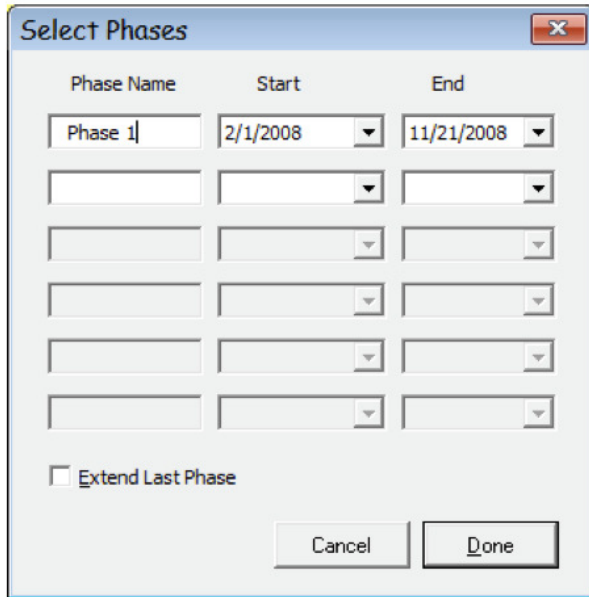 Select Phases
Phase Name Start End
Phase 1 2/1/2008 11/21/2008
Extend Last Phase
Cancel Done